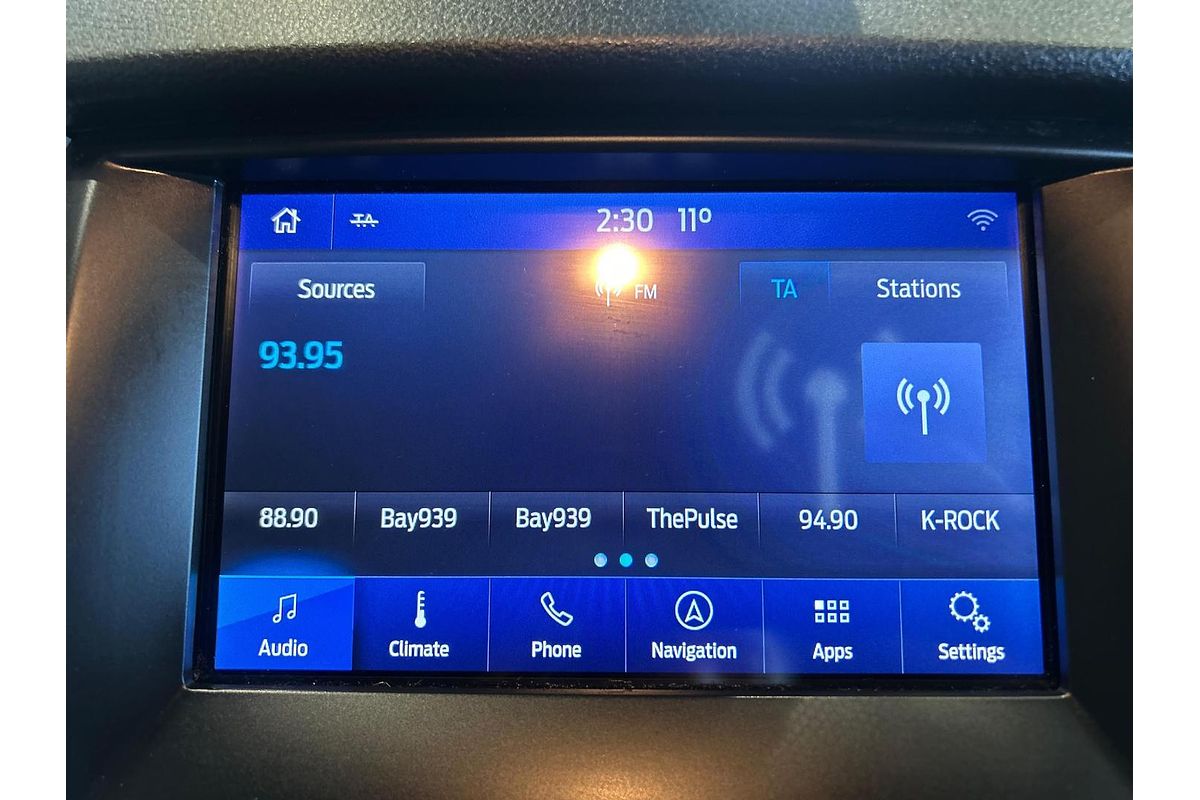 TA 2:30 11°
Sources FM TA Stations
93.95
88.90 Bay939 Bay939 ThePulse 94.90 K-ROCK
Audio Climate Phone Navigation Apps Settings